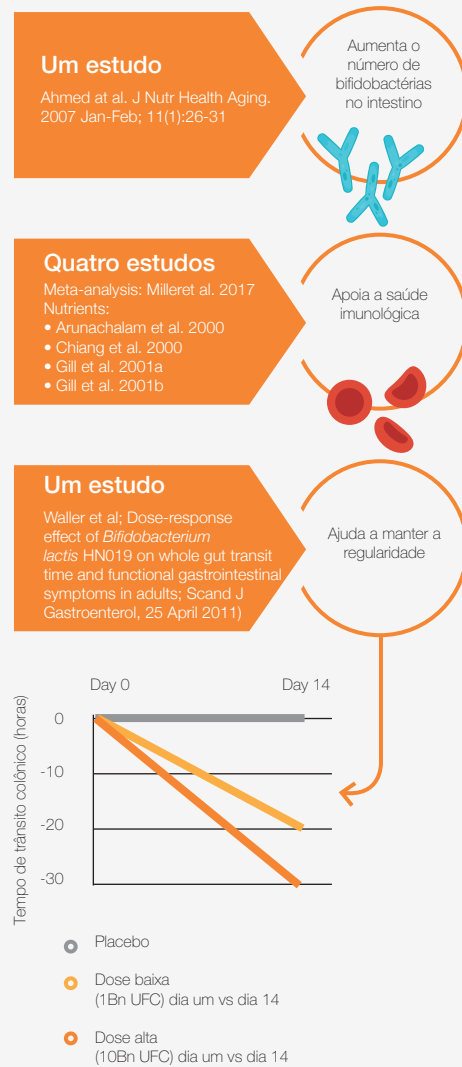 Um estudo
Ahmed at al. J Nutr Health Aging.
2007 Jan-Feb; 11(1):26-31
Aumenta o
número de
bifidobactérias
no intestino
Quatro estudos
Meta-analysis: Milleret al. 2017
Nutrients:
• Arunachalam et al. 2000
• Chiang et al. 2000
• Gill et al. 2001a
• Gill et al. 2001b
Apoia a saúde
imunológica
Um estudo
Waller et al; Dose-response
effect of Bifidobacterium
lactis HN019 on whole gut transit
time and functional gastrointestinal
symptoms in adults; Scand J
Gastroenterol, 25 April 2011)
Ajuda a manter a
regularidade
Day 0
Day 14
Tempo de trânsito colônico (horas)
0
-10
-20
-30
Placebo
Dose baixa
(1Bn UFC) dia um vs dia 14
Dose alta
(10Bn UFC) dia um vs dia 14